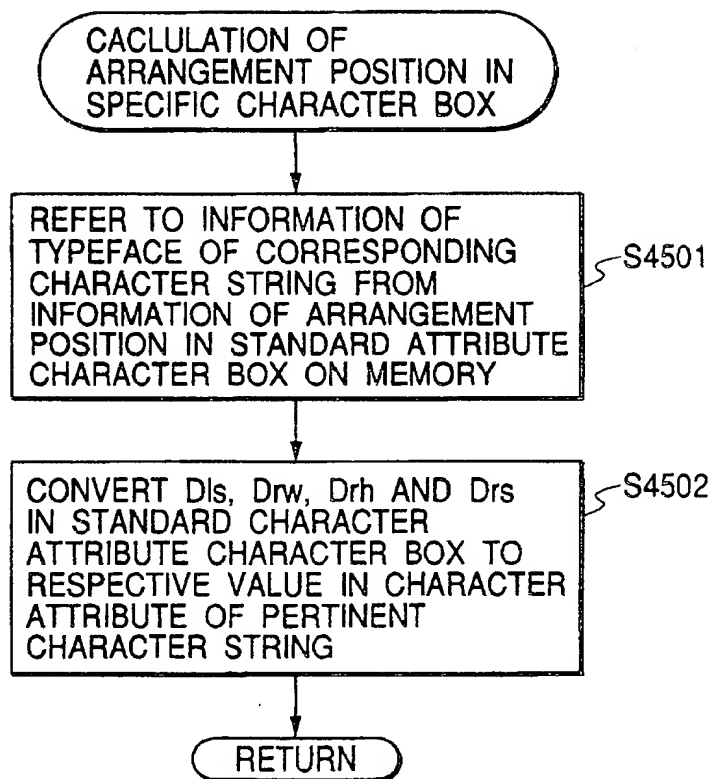 CACLULATION OF
ARRANGEMENT POSITION IN
SPECIFIC CHARACTER BOX
REFER TO INFORMATION OF
TYPEFACE OF CORRESPONDING
CHARACTER STRING FROM
INFORMATION OF ARRANGEMENT
POSITION IN STANDARD ATTRIBUTE
CHARACTER BOX ON MEMORY
S4501
CONVERT Dls, Drw, Drh AND Drs
IN STANDARD CHARACTER
ATTRIBUTE CHARACTER BOX TO
RESPECTIVE VALUE IN CHARACTER
ATTRIBUTE OF PERTINENT
CHARACTER STRING
S4502
RETURN